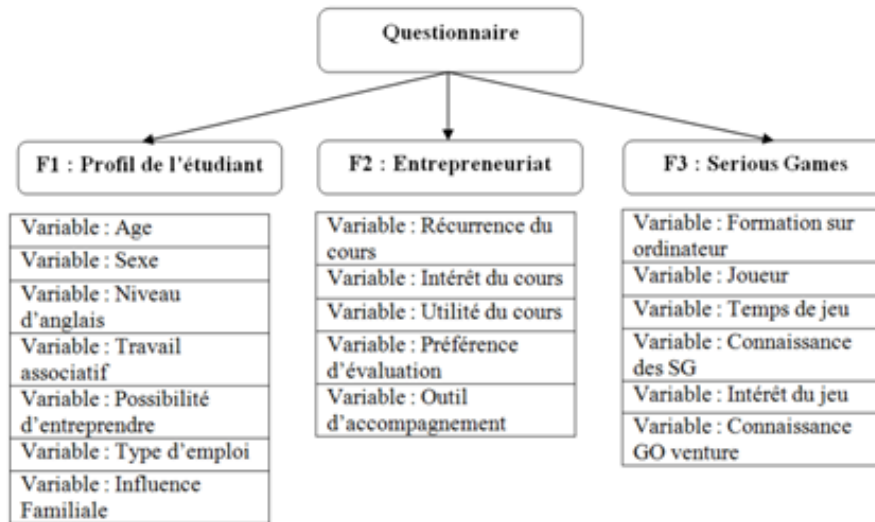 Questionnaire
F1 : Profil de l'étudiant
Variable : Age
Variable : Sexe
Variable : Niveau
d'anglais
Variable : Travail
associatif
Variable : Possibilité
d'entreprendre
Variable : Type d'emploi
Variable : Influence
Familiale
F2 : Entrepreneuriat
Variable : Récurrence du
cours
Variable : Intérêt du cours
Variable : Utilité du cours
Variable : Préférence
d'évaluation
Variable : Outil
d'accompagnement
F3 : Serious Games
Variable : Formation sur
ordinateur
Variable : Joueur
Variable : Temps de jeu
Variable : Connaissance
des SG
Variable : Intérêt du jeu
Variable : Connaissance
GO venture